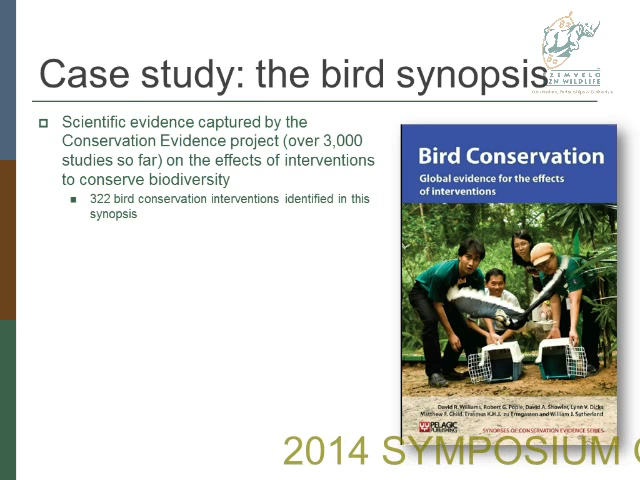 Case study: the bird synopsis
EZEMVELO
KZN WILDLIFE
Scientific evidence captured by the
Conservation Evidence project (over 3,000
studies so far) on the effects of interventions
to conserve biodiversity
322 bird conservation interventions identified in this
synopsis
Bird Conservation
Global evidence for the effects
of interventions
David R. Williams, Robert G. Pople, David A. Showler, Lynn V. Dicks
Matthew F. Child, Erasmus K.H.J. zu Ermgassen and William J. Sutherland
PELAGIC
PUBLISHING
SYNOPSES OF CONSERVATION EVIDENCE SERIES
2014 SYMPOSIUM